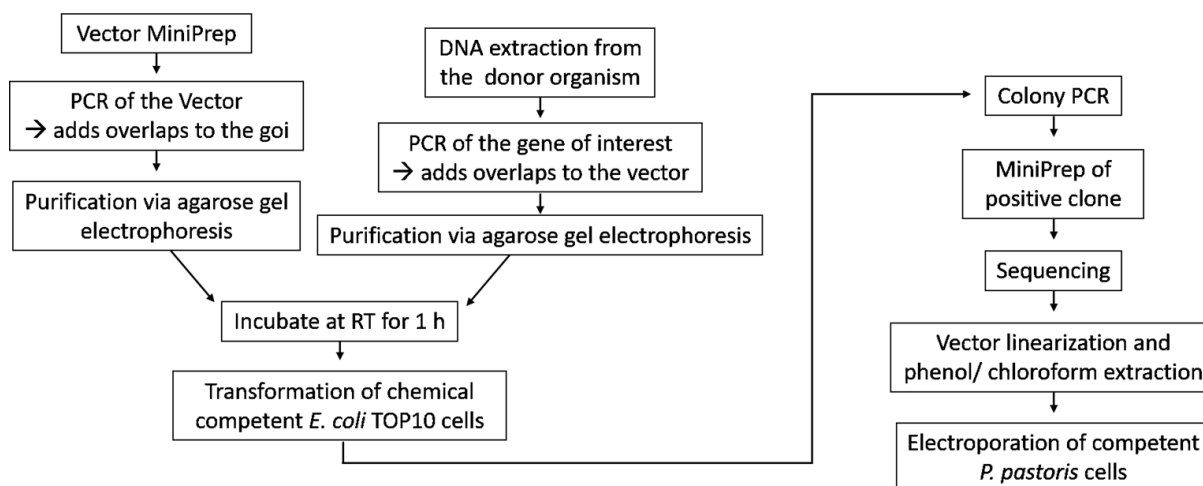 Vector MiniPrep
PCR of the Vector
→ adds overlaps to the goi
Purification via agarose gel
electrophoresis
DNA extraction from
the donor organism
PCR of the gene of interest
→ adds overlaps to the vector
Purification via agarose gel electrophoresis
Incubate at RT for 1 h
Transformation of chemical
competent E. coli TOP10 cells
Colony PCR
MiniPrep of
positive clone
Sequencing
Vector linearization and
phenol/ chloroform extraction
Electroporation of competent
P. pastoris cells